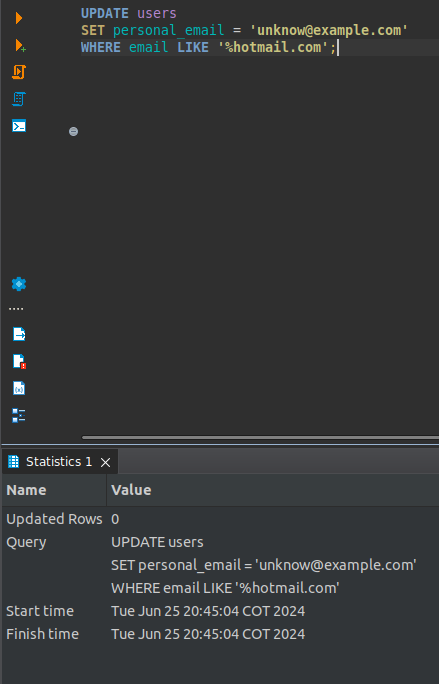 UPDATE users
SET personal_email = 'unknow@example.com'
WHERE email LIKE '%hotmail.com';
Statistics 1
Name Value
Updated Rows 0
Query UPDATE users
SET personal_email = 'unknow@example.com'
WHERE email LIKE '%hotmail.com'
Start time Tue Jun 25 20:45:04 COT 2024
Finish time Tue Jun 25 20:45:04 COT 2024